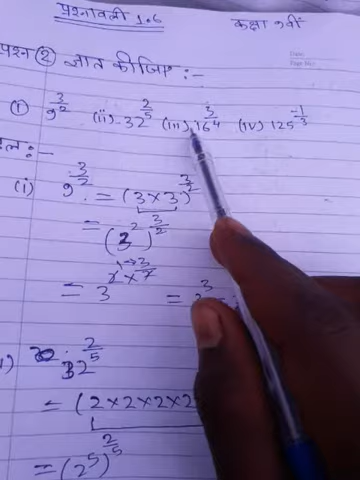 प्रश्नावली 1.6 कक्षा 9वीं
प्रश्न ② ज्ञात कीजिए :-
(i) 9^{3/2} (ii) 32^{2/5} (iii) 16^{3/4} (iv) 125^{-1/3}
हल :-
(i) 9^{3/2} = (3×3)^{3/2}
= (3^2)^{3/2}
= 3^{2×3/2} = 3^3
32^{2/5}
= (2×2×2×2
= (2^5)^{2/5}